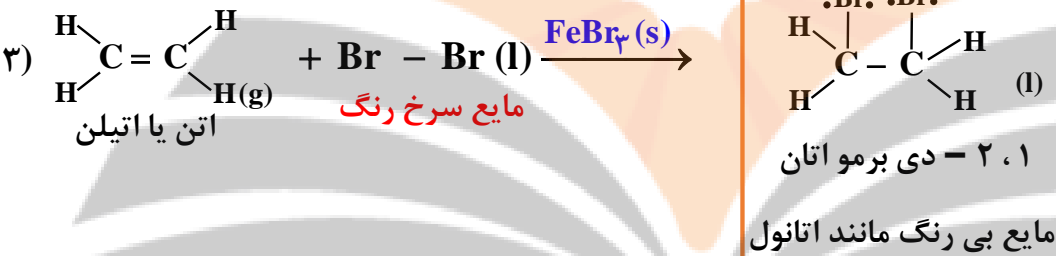 ۳) H H Br Br
C = C + Br – Br (l) FeBr۳ (s) → H C – C H
H H(g) H H (l)
اتن یا اتیلن
مایع سرخ رنگ
۱ ، ۲ – دی برمو اتان
مایع بی رنگ مانند اتانول